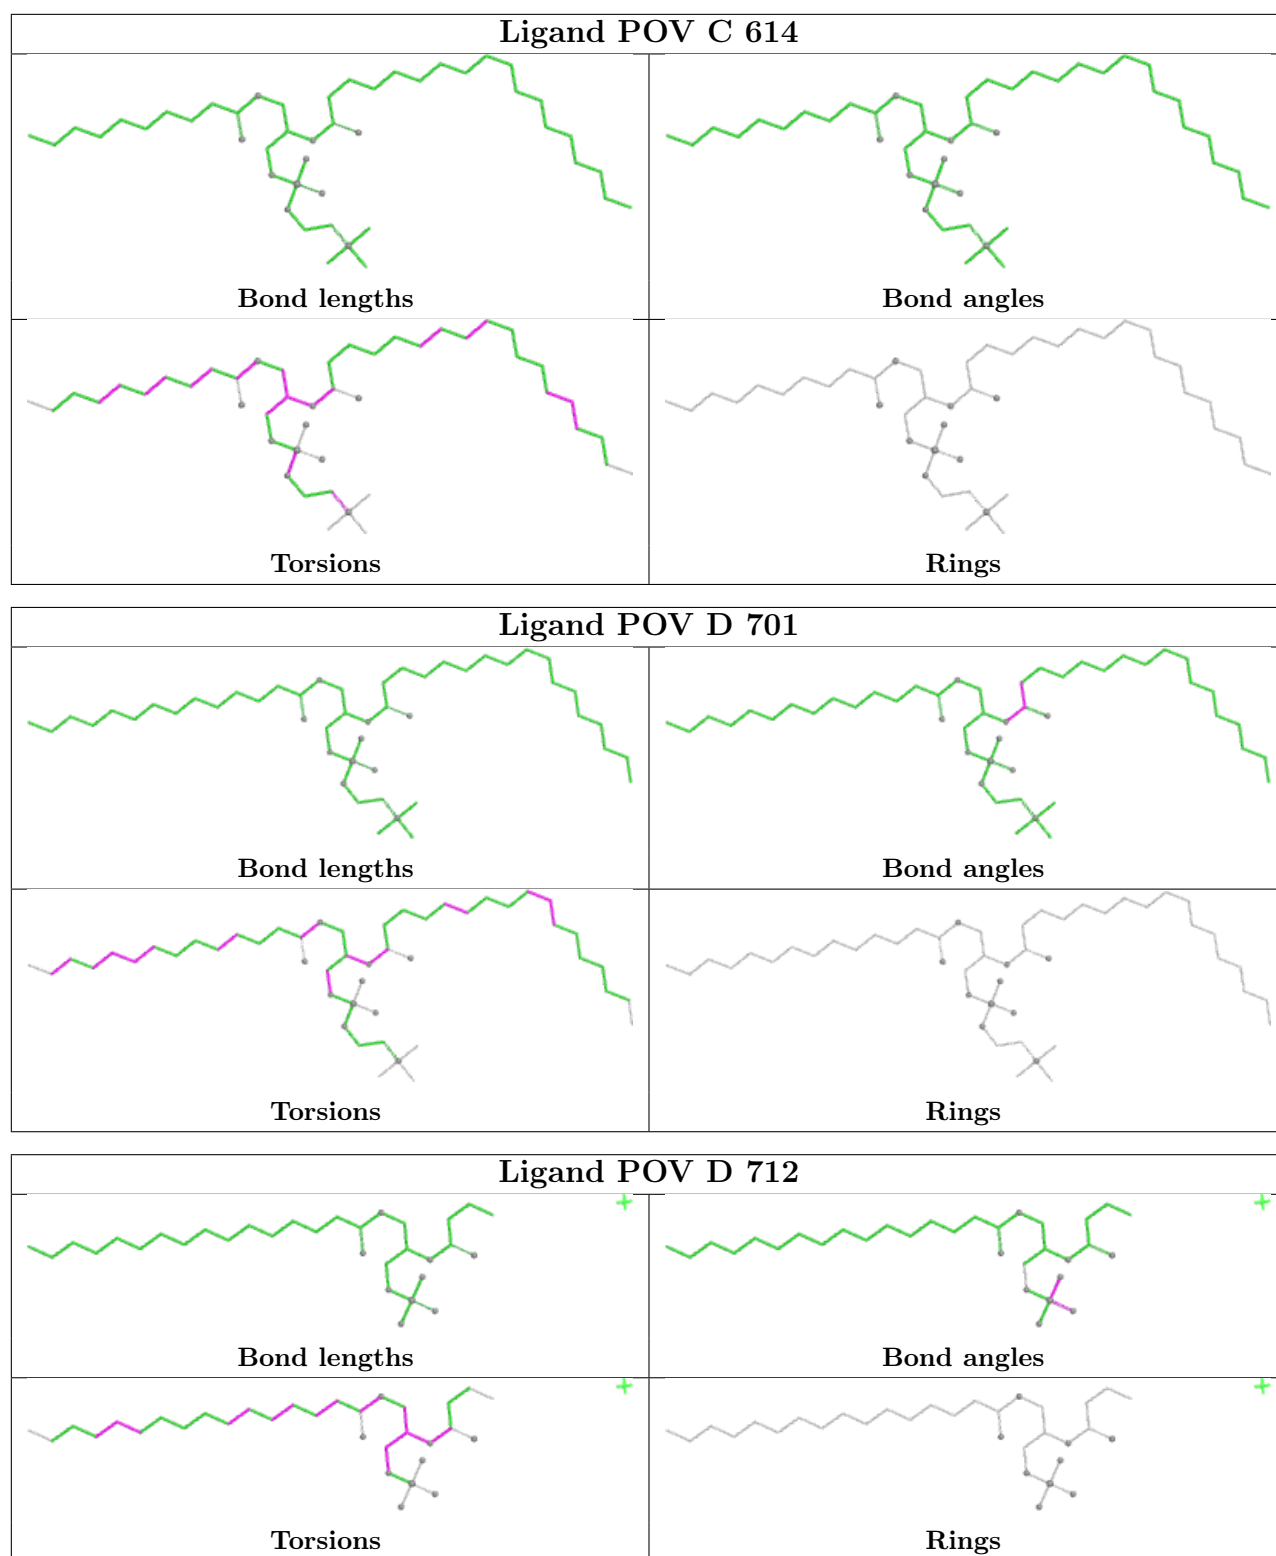 Ligand POV C 614
Bond lengths
Bond angles
Torsions
Rings
Ligand POV D 701
Bond lengths
Bond angles
Torsions
Rings
Ligand POV D 712
Bond lengths
Bond angles
Torsions
Rings